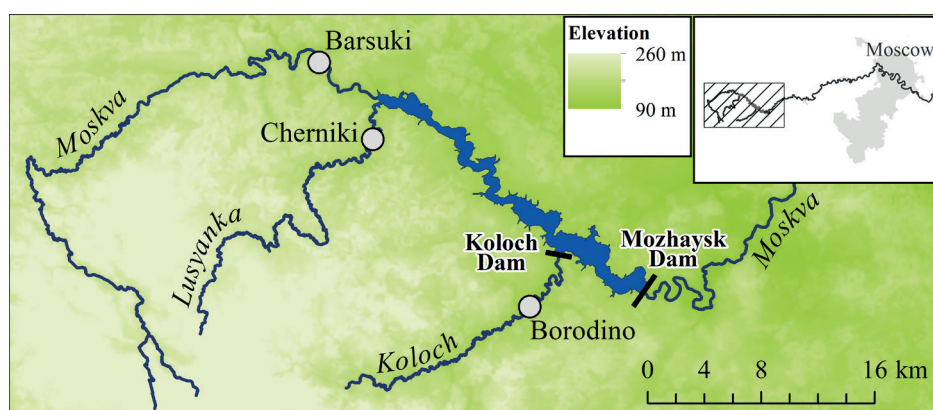 Barsuki
Moskva
Cherniki
Lusyanka
Koloch
Dam
Mozhaysk
Dam
Moskva
Borodino
Koloch
Elevation
260 m
90 m
Moscow
0 4 8 16 km